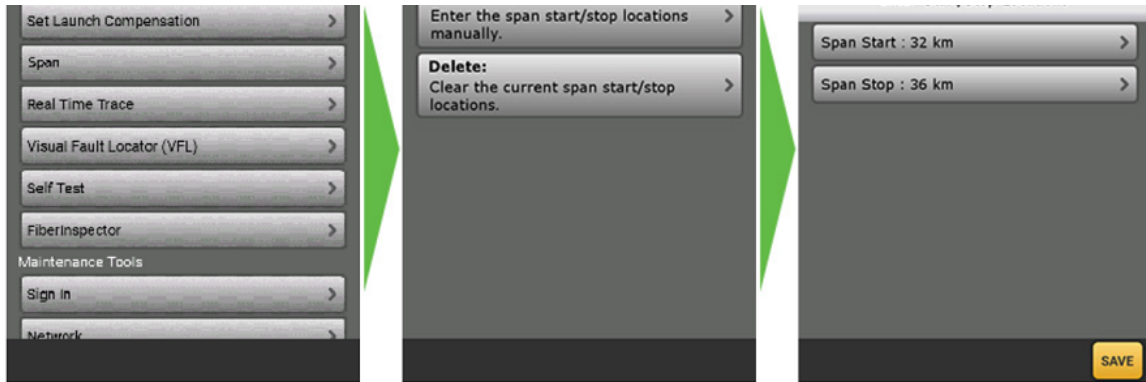 Set Launch Compensation
Span
Real Time Trace
Visual Fault Locator (VFL)
Self Test
FiberInspector
Maintenance Tools
Sign In
Network
Enter the span start/stop locations
manually.
Delete:
Clear the current span start/stop
locations.
Span Start : 32 km
Span Stop : 36 km
SAVE